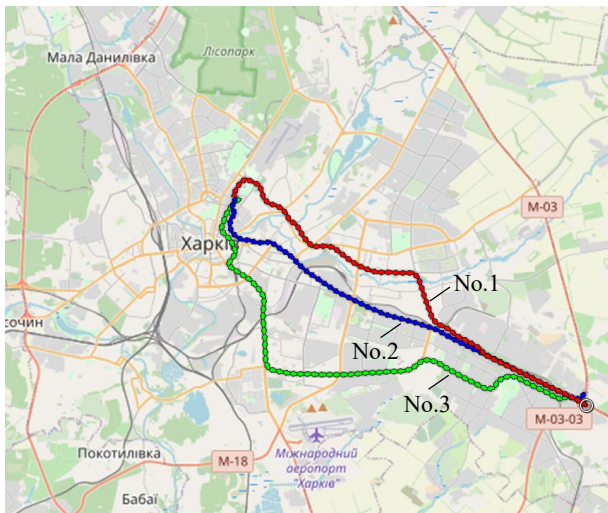 Лісопарк
Мала Данилівка
М-03
Харків
No.1
No.2
сочин
No.3
М-03-03
Покотилівка
М-18
Міжнародний
аеропорт
"Харків"
Бабаї